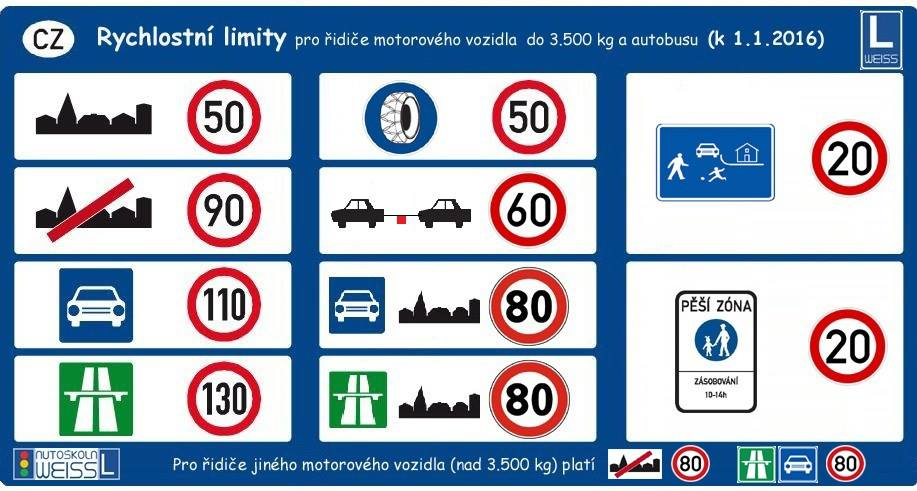 CZ Rychlostní limity pro řidiče motorového vozidla do 3.500 kg a autobusu (k 1.1.2016)
L
WEISS
50
50
20
90
60
110
80
PĚŠÍ ZÓNA
20
ZÁSOBOVÁNÍ
10-14h
130
80
AUTOŠKOLA
WEISS L
Pro řidiče jiného motorového vozidla (nad 3.500 kg) platí 80 80